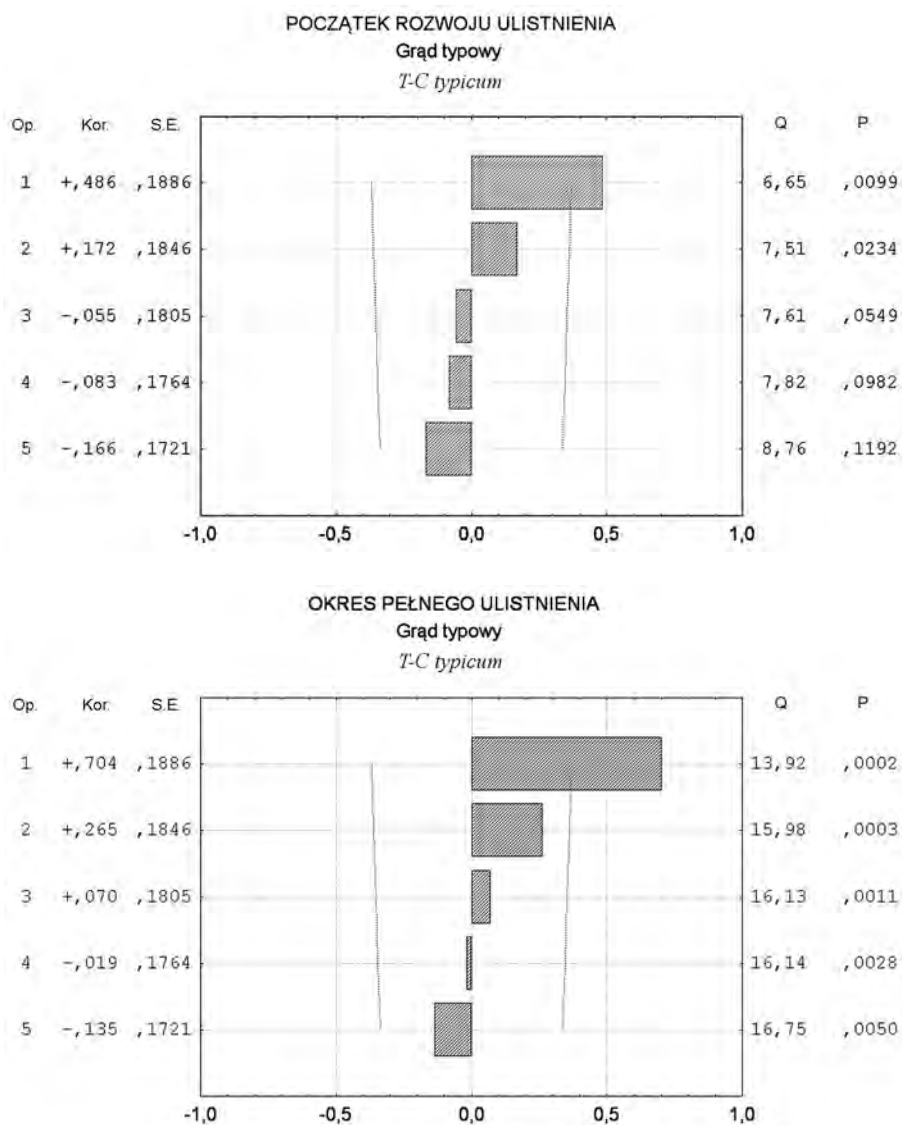 POCZĄTEK ROZWOJU ULISTNIENIA
Grąd typowy
T-C typicum
Op. Kor. S.E. Q P
1 +,486 ,1886 6,65 ,0099
2 +,172 ,1846 7,51 ,0234
3 -,055 ,1805 7,61 ,0549
4 -,083 ,1764 7,82 ,0982
5 -,166 ,1721 8,76 ,1192
-1,0 -0,5 0,0 0,5 1,0
OKRES PEŁNEGO ULISTNIENIA
Grąd typowy
T-C typicum
Op. Kor. S.E. Q P
1 +,704 ,1886 13,92 ,0002
2 +,265 ,1846 15,98 ,0003
3 +,070 ,1805 16,13 ,0011
4 -,019 ,1764 16,14 ,0028
5 -,135 ,1721 16,75 ,0050
-1,0 -0,5 0,0 0,5 1,0